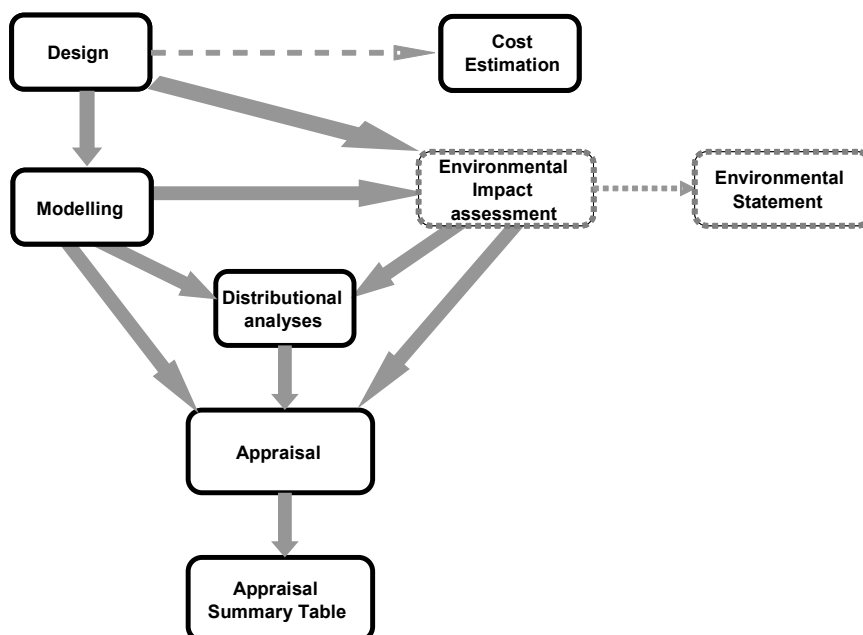 Design
Cost
Estimation
Modelling
Environmental
Impact
assessment
Environmental
Statement
Distributional
analyses
Appraisal
Appraisal
Summary Table